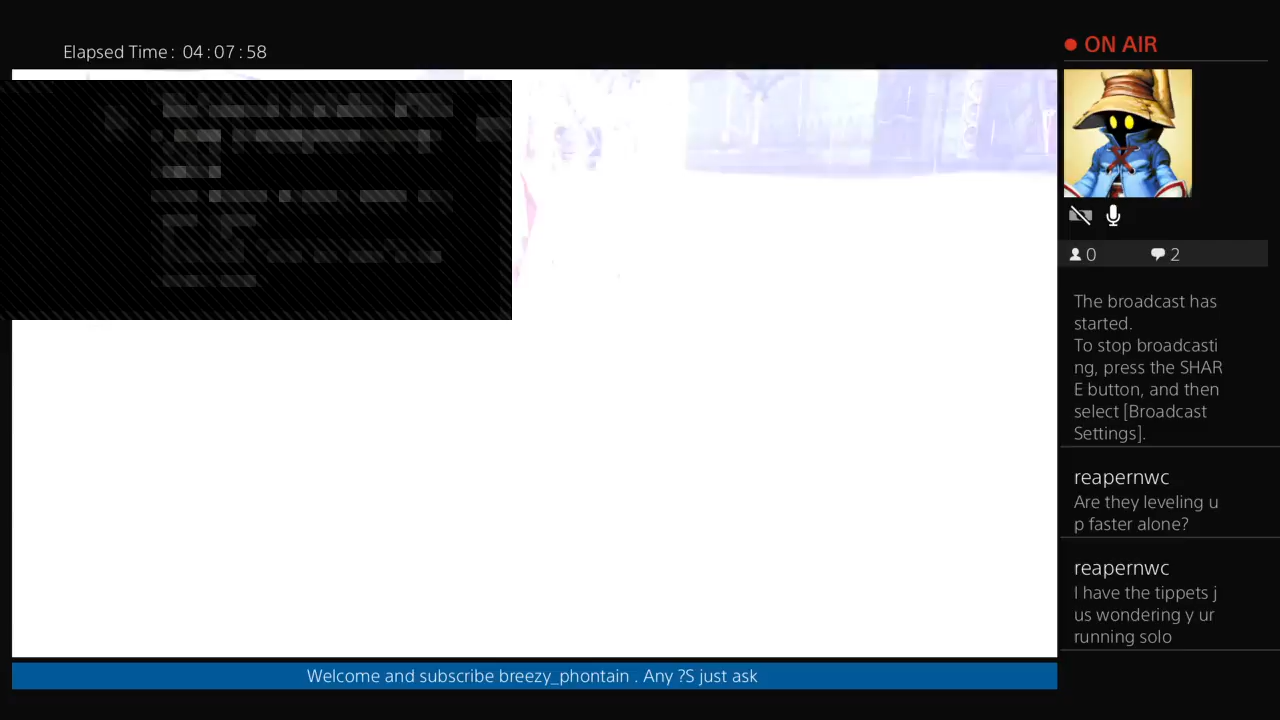 Elapsed Time: 04:07:58
ON AIR
0 2
The broadcast has
started.
To stop broadcasti
ng, press the SHAR
E button, and then
select [Broadcast
Settings].
reapernwc
Are they leveling u
p faster alone?
reapernwc
I have the tippets j
us wondering y ur
running solo
Welcome and subscribe breezy_phontain . Any ?S just ask